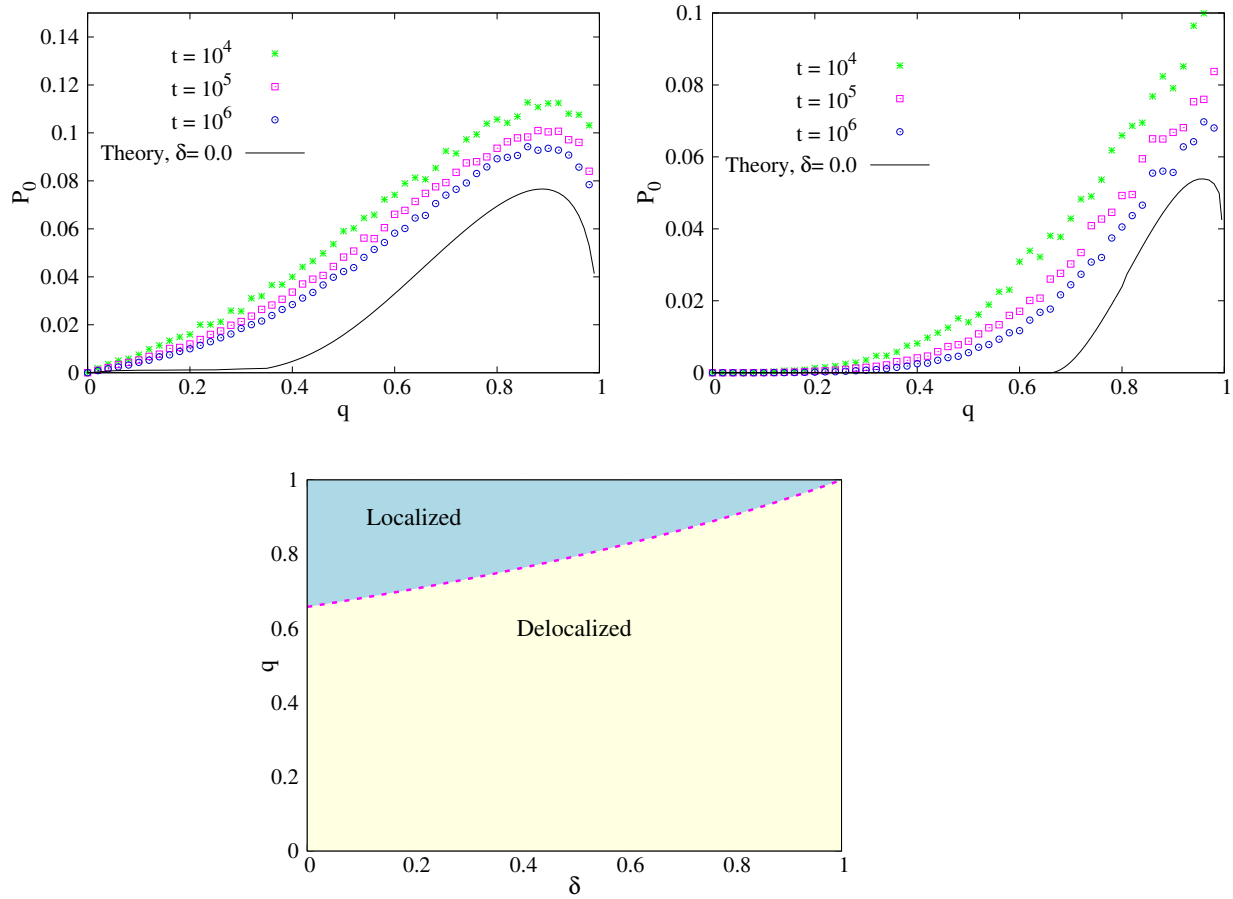 0.14
0.12
0.1
0.08
0.06
0.04
0.02
0
P_0
t = 10^4
t = 10^5
t = 10^6
Theory, δ= 0.0
0 0.2 0.4 0.6 0.8 1
q
0.1
0.08
0.06
0.04
0.02
0
P_0
t = 10^4
t = 10^5
t = 10^6
Theory, δ= 0.0
0 0.2 0.4 0.6 0.8 1
q
1
0.8
0.6
0.4
0.2
0
q
Localized
Delocalized
0 0.2 0.4 0.6 0.8 1
δ